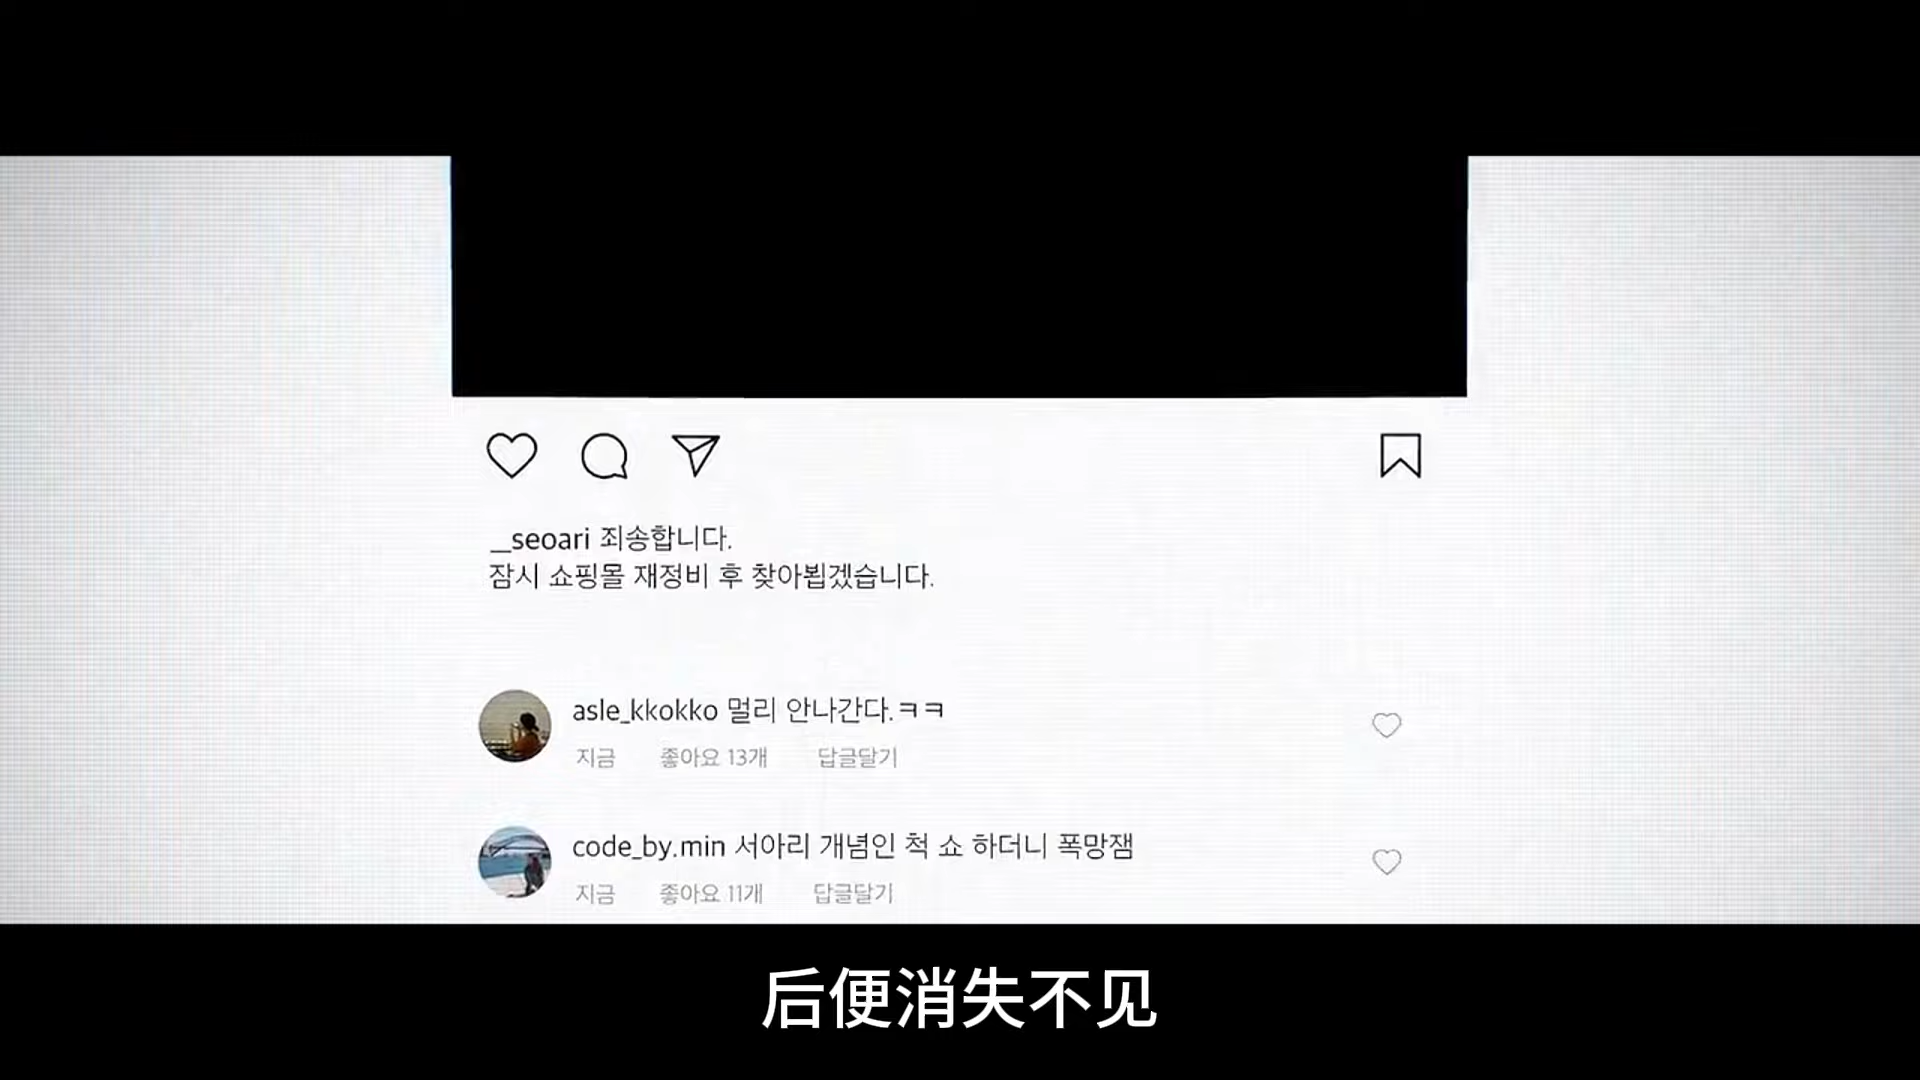 __seoari 죄송합니다.
잠시 쇼핑몰 재정비 후 찾아뵙겠습니다.
asle_kkokko 멀리 안나간다.ㅋㅋ
지금 좋아요 13개 답글달기
code_by.min 서아리 개념인 척 쇼 하더니 폭망잼
지금 좋아요 11개 답글달기
后便消失不见